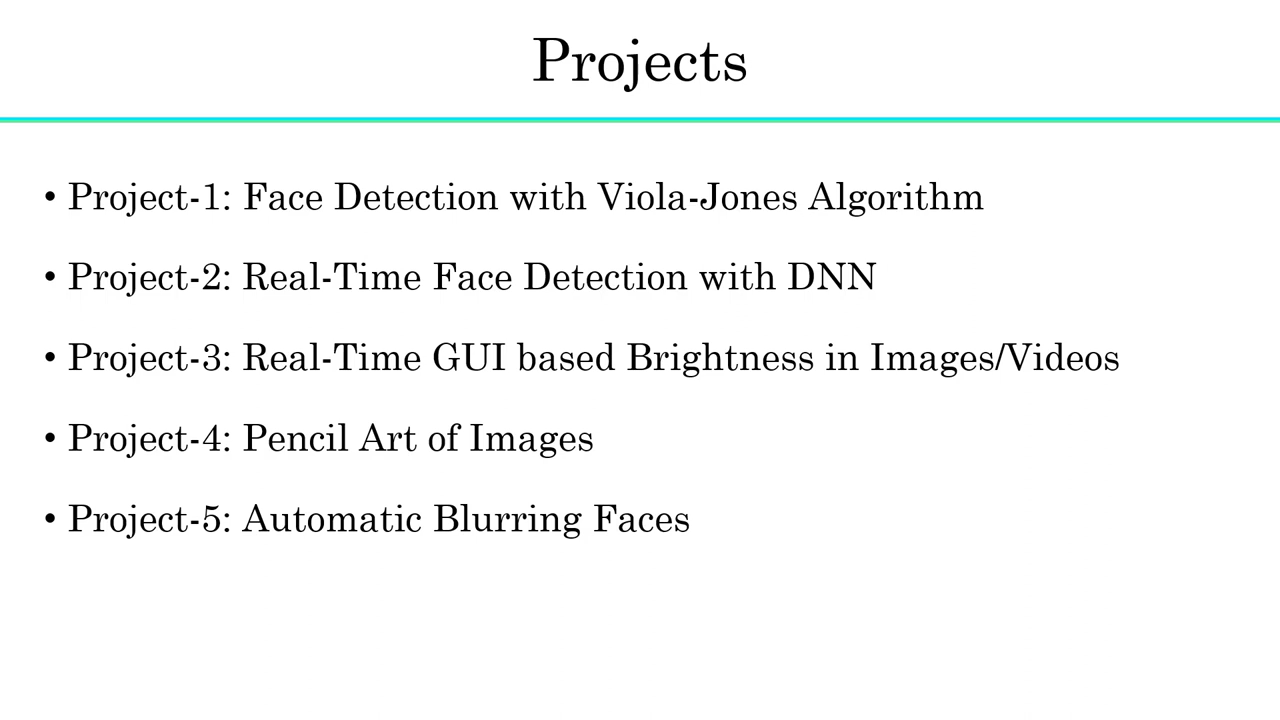 Projects
• Project-1: Face Detection with Viola-Jones Algorithm
• Project-2: Real-Time Face Detection with DNN
• Project-3: Real-Time GUI based Brightness in Images/Videos
• Project-4: Pencil Art of Images
• Project-5: Automatic Blurring Faces